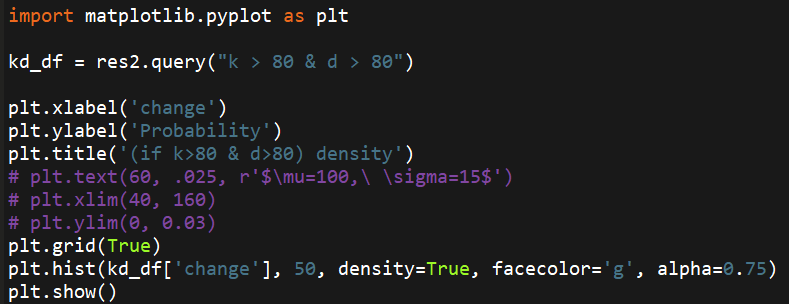 import matplotlib.pyplot as plt
kd_df = res2.query("k > 80 & d > 80")
plt.xlabel('change')
plt.ylabel('Probability')
plt.title('(if k>80 & d>80) density')
# plt.text(60, .025, r'$\mu=100,\ \sigma=15$')
# plt.xlim(40, 160)
# plt.ylim(0, 0.03)
plt.grid(True)
plt.hist(kd_df['change'], 50, density=True, facecolor='g', alpha=0.75)
plt.show()